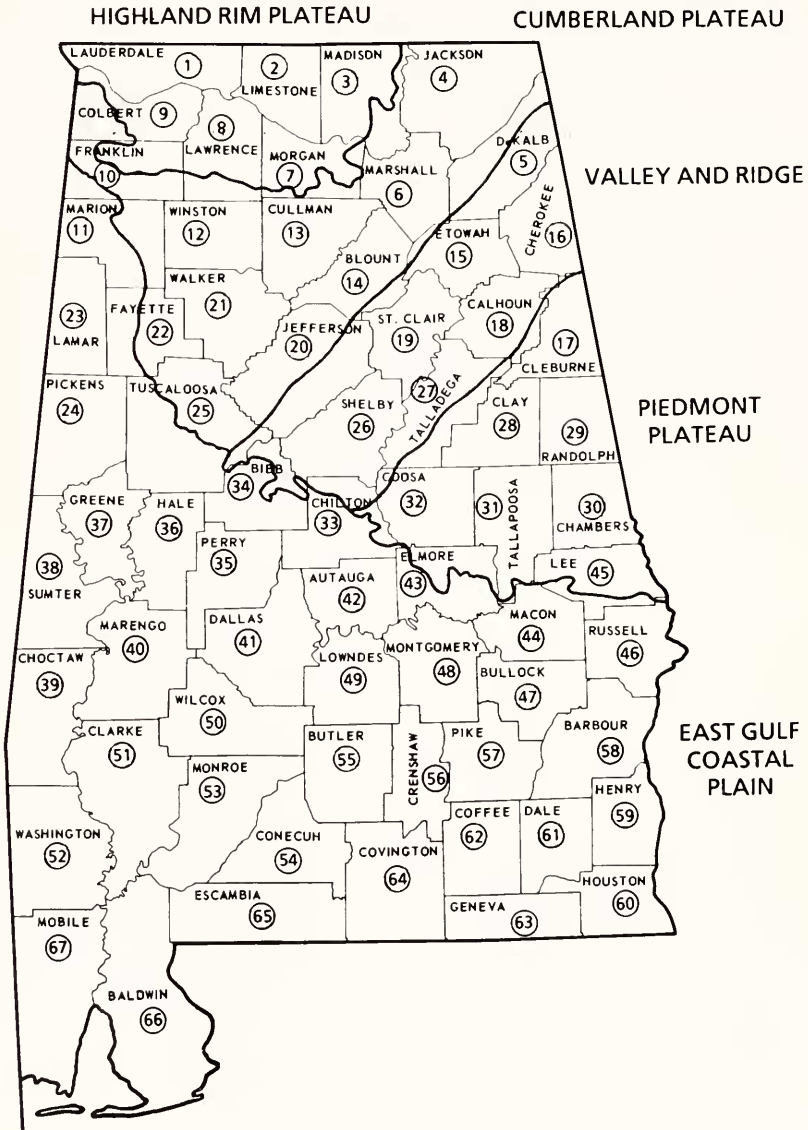 HIGHLAND RIM PLATEAU
CUMBERLAND PLATEAU
LAUDERDALE
1
2
LIMESTONE
MADISON
3
JACKSON
4
COLBERT
9
8
LAWRENCE
FRANKLIN
10
MORGAN
7
MARSHALL
6
DeKALB
5
VALLEY AND RIDGE
MARION
11
WINSTON
12
CULLMAN
13
BLOUNT
14
ETOWAH
15
CHEROKEE
16
23
LAMAR
FAYETTE
22
WALKER
21
JEFFERSON
20
ST. CLAIR
19
CALHOUN
18
17
CLEBURNE
PICKENS
24
TUSCALOOSA
25
SHELBY
26
27
TALLADEGA
CLAY
28
29
RANDOLPH
PIEDMONT
PLATEAU
GREENE
37
HALE
36
BIBB
34
CHILTON
33
COOSA
32
31
TALLAPOOSA
30
CHAMBERS
38
SUMTER
PERRY
35
AUTAUGA
42
ELMORE
43
LEE
45
MARENGO
40
DALLAS
41
LOWNDES
49
MONTGOMERY
48
MACON
44
RUSSELL
46
BULLOCK
47
CHOCTAW
39
CLARKE
51
WILCOX
50
BUTLER
55
CRENSHAW
56
PIKE
57
BARBOUR
58
EAST GULF
COASTAL
PLAIN
MONROE
53
HENRY
59
WASHINGTON
52
CONECUH
54
COVINGTON
64
COFFEE
62
DALE
61
HOUSTON
60
ESCAMBIA
65
GENEVA
63
MOBILE
67
BALDWIN
66